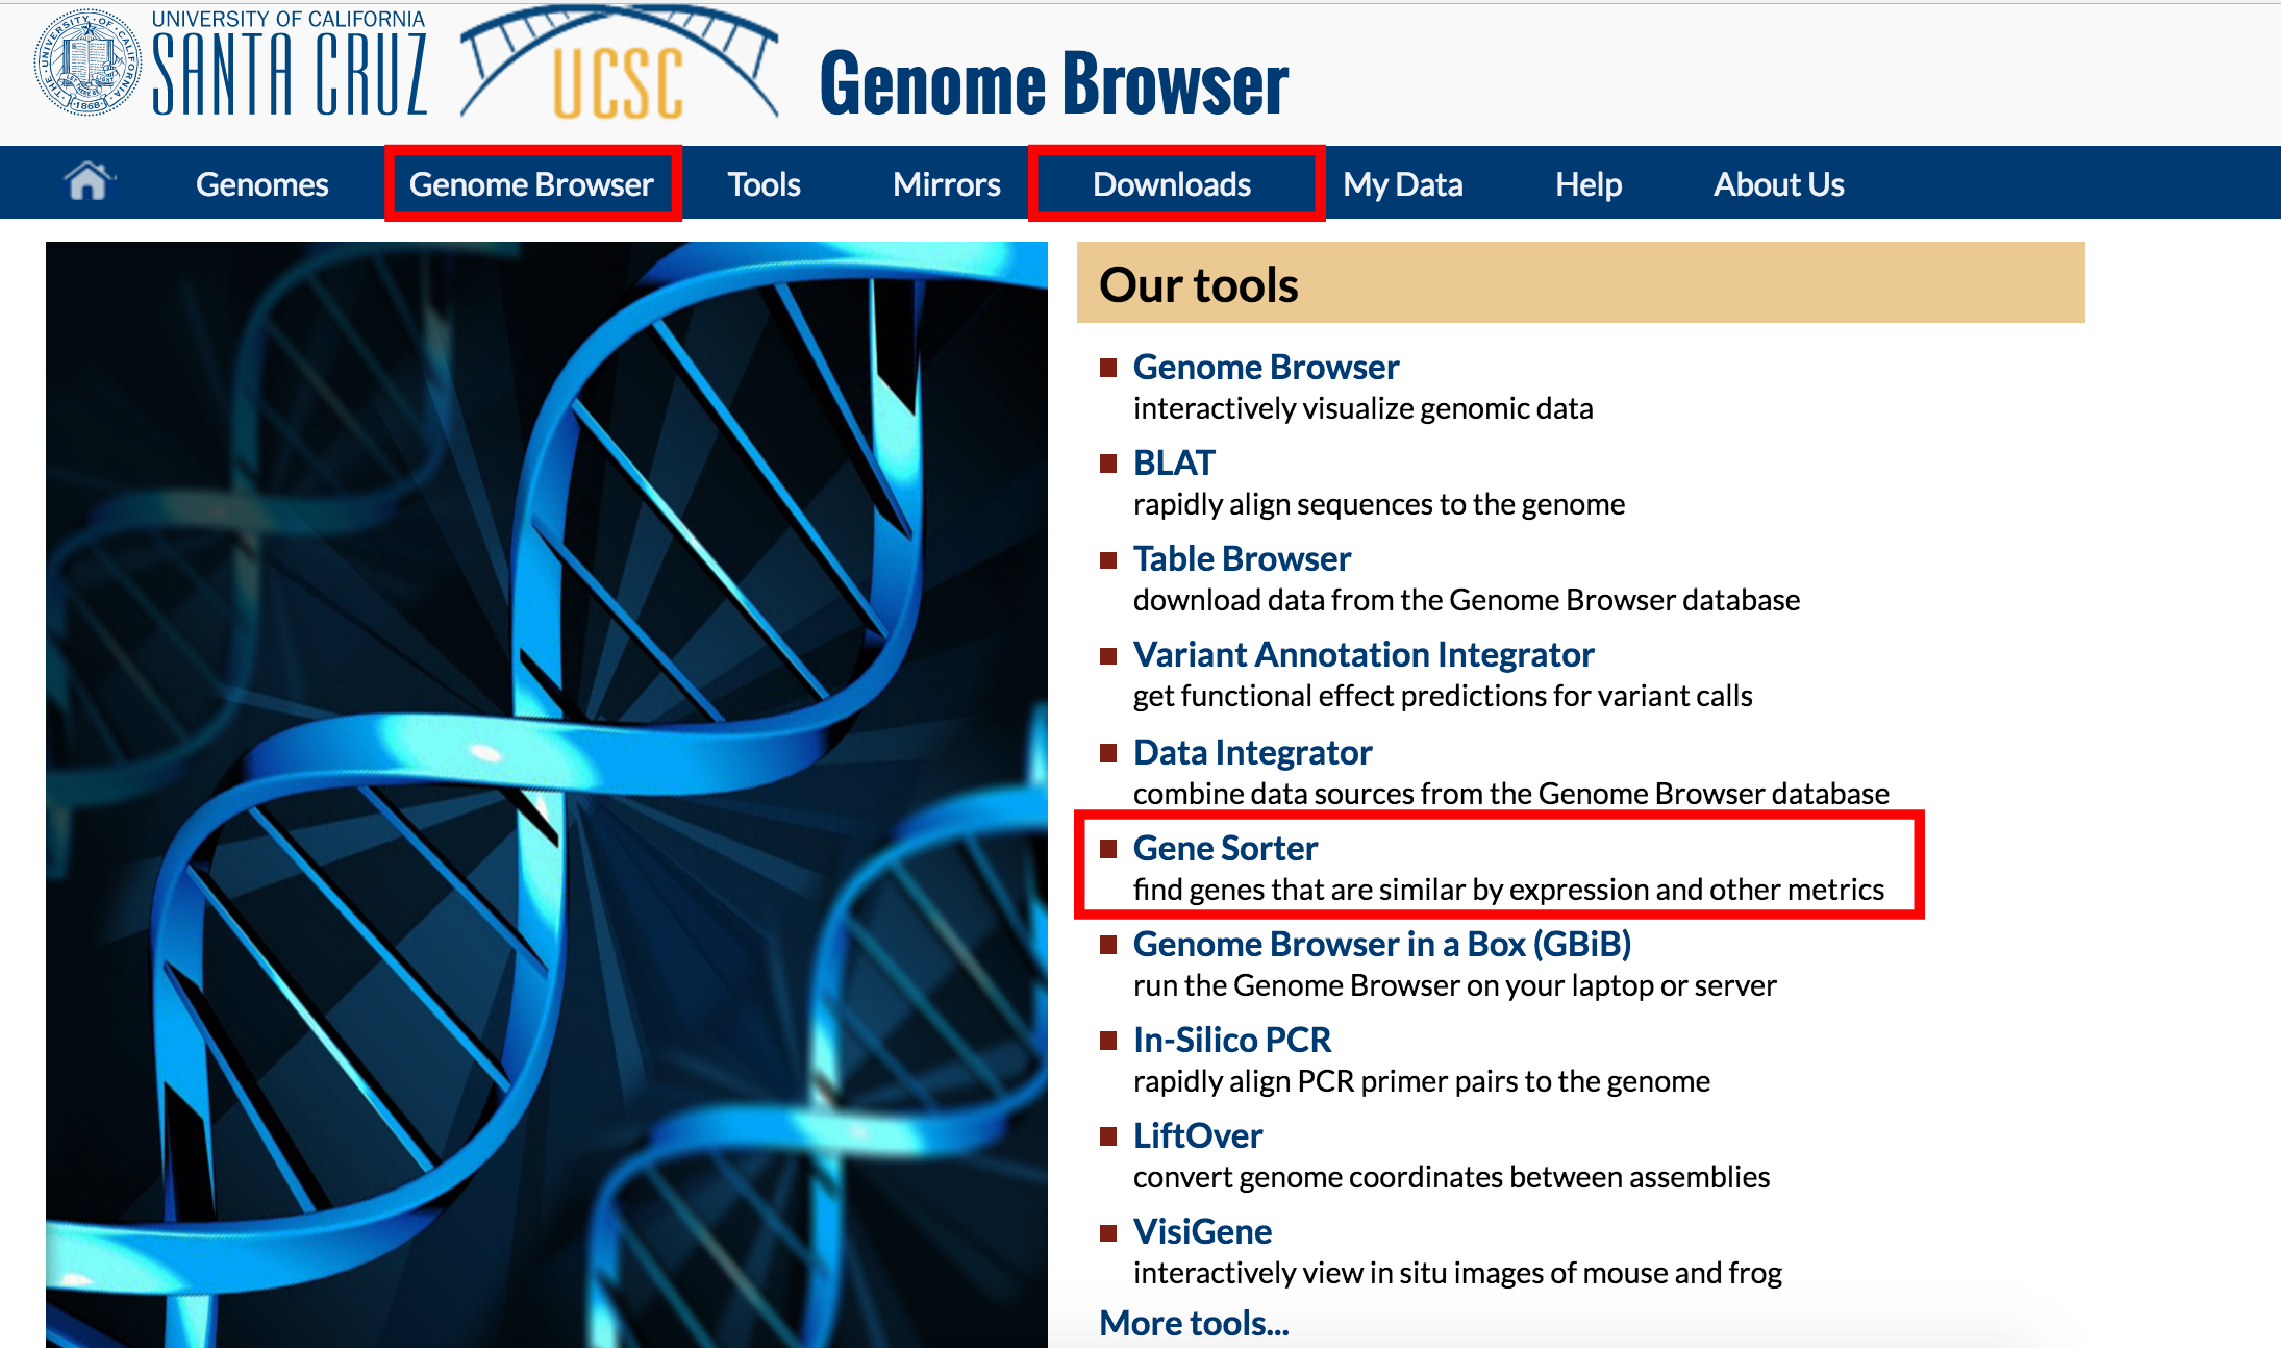 UNIVERSITY OF CALIFORNIA
SANTA CRUZ
UCSC
Genome Browser
Genomes Genome Browser Tools Mirrors Downloads My Data Help About Us
Our tools
Genome Browser
interactively visualize genomic data
BLAT
rapidly align sequences to the genome
Table Browser
download data from the Genome Browser database
Variant Annotation Integrator
get functional effect predictions for variant calls
Data Integrator
combine data sources from the Genome Browser database
Gene Sorter
find genes that are similar by expression and other metrics
Genome Browser in a Box (GBiB)
run the Genome Browser on your laptop or server
In-Silico PCR
rapidly align PCR primer pairs to the genome
LiftOver
convert genome coordinates between assemblies
VisiGene
interactively view in situ images of mouse and frog
More tools...